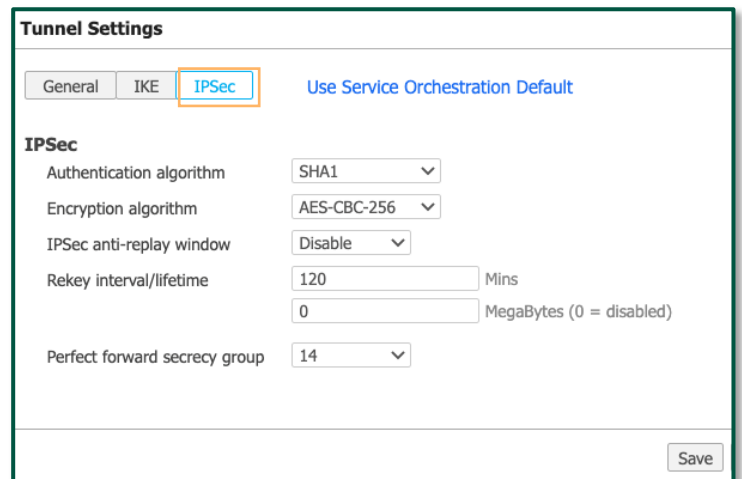 Tunnel Settings
General IKE IPSec Use Service Orchestration Default
IPSec
Authentication algorithm SHA1
Encryption algorithm AES-CBC-256
IPSec anti-replay window Disable
Rekey interval/lifetime 120 Mins
0 MegaBytes (0 = disabled)
Perfect forward secrecy group 14
Save